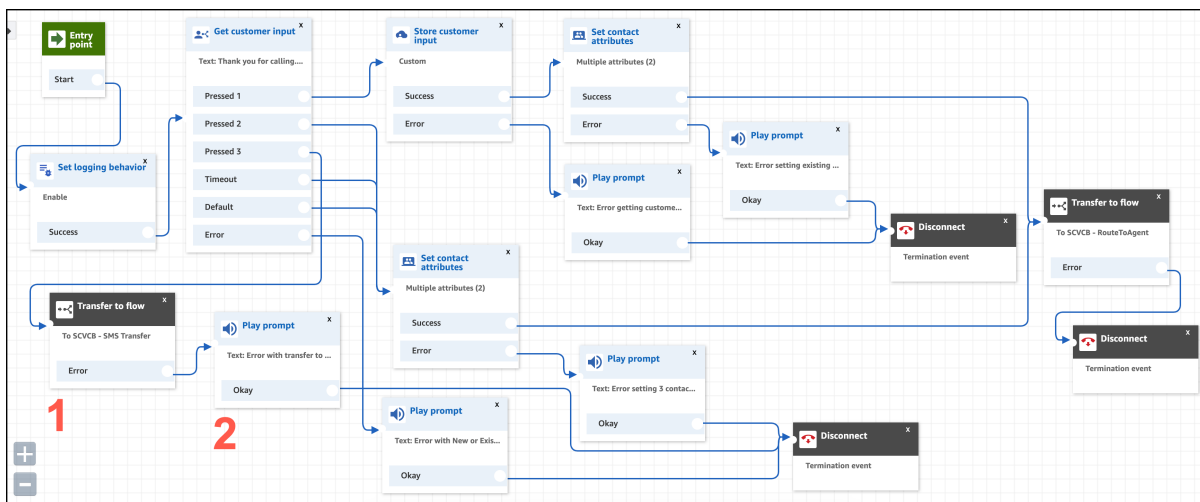 Entry
point
Start
Set logging behavior
Enable
Success
Get customer input
Text: Thank you for calling....
Pressed 1
Pressed 2
Pressed 3
Timeout
Default
Error
Store customer
input
Custom
Success
Error
Set contact
attributes
Multiple attributes (2)
Success
Error
Play prompt
Text: Error setting existing ...
Okay
Play prompt
Text: Error getting custome...
Okay
Disconnect
Termination event
Transfer to flow
To SCVCB - RouteToAgent
Error
Disconnect
Termination event
Set contact
attributes
Multiple attributes (2)
Success
Error
Transfer to flow
To SCVCB - SMS Transfer
Error
1
Play prompt
Text: Error with transfer to ...
Okay
2
Play prompt
Text: Error setting 3 contac...
Okay
Play prompt
Text: Error with New or Exis...
Okay
Disconnect
Termination event